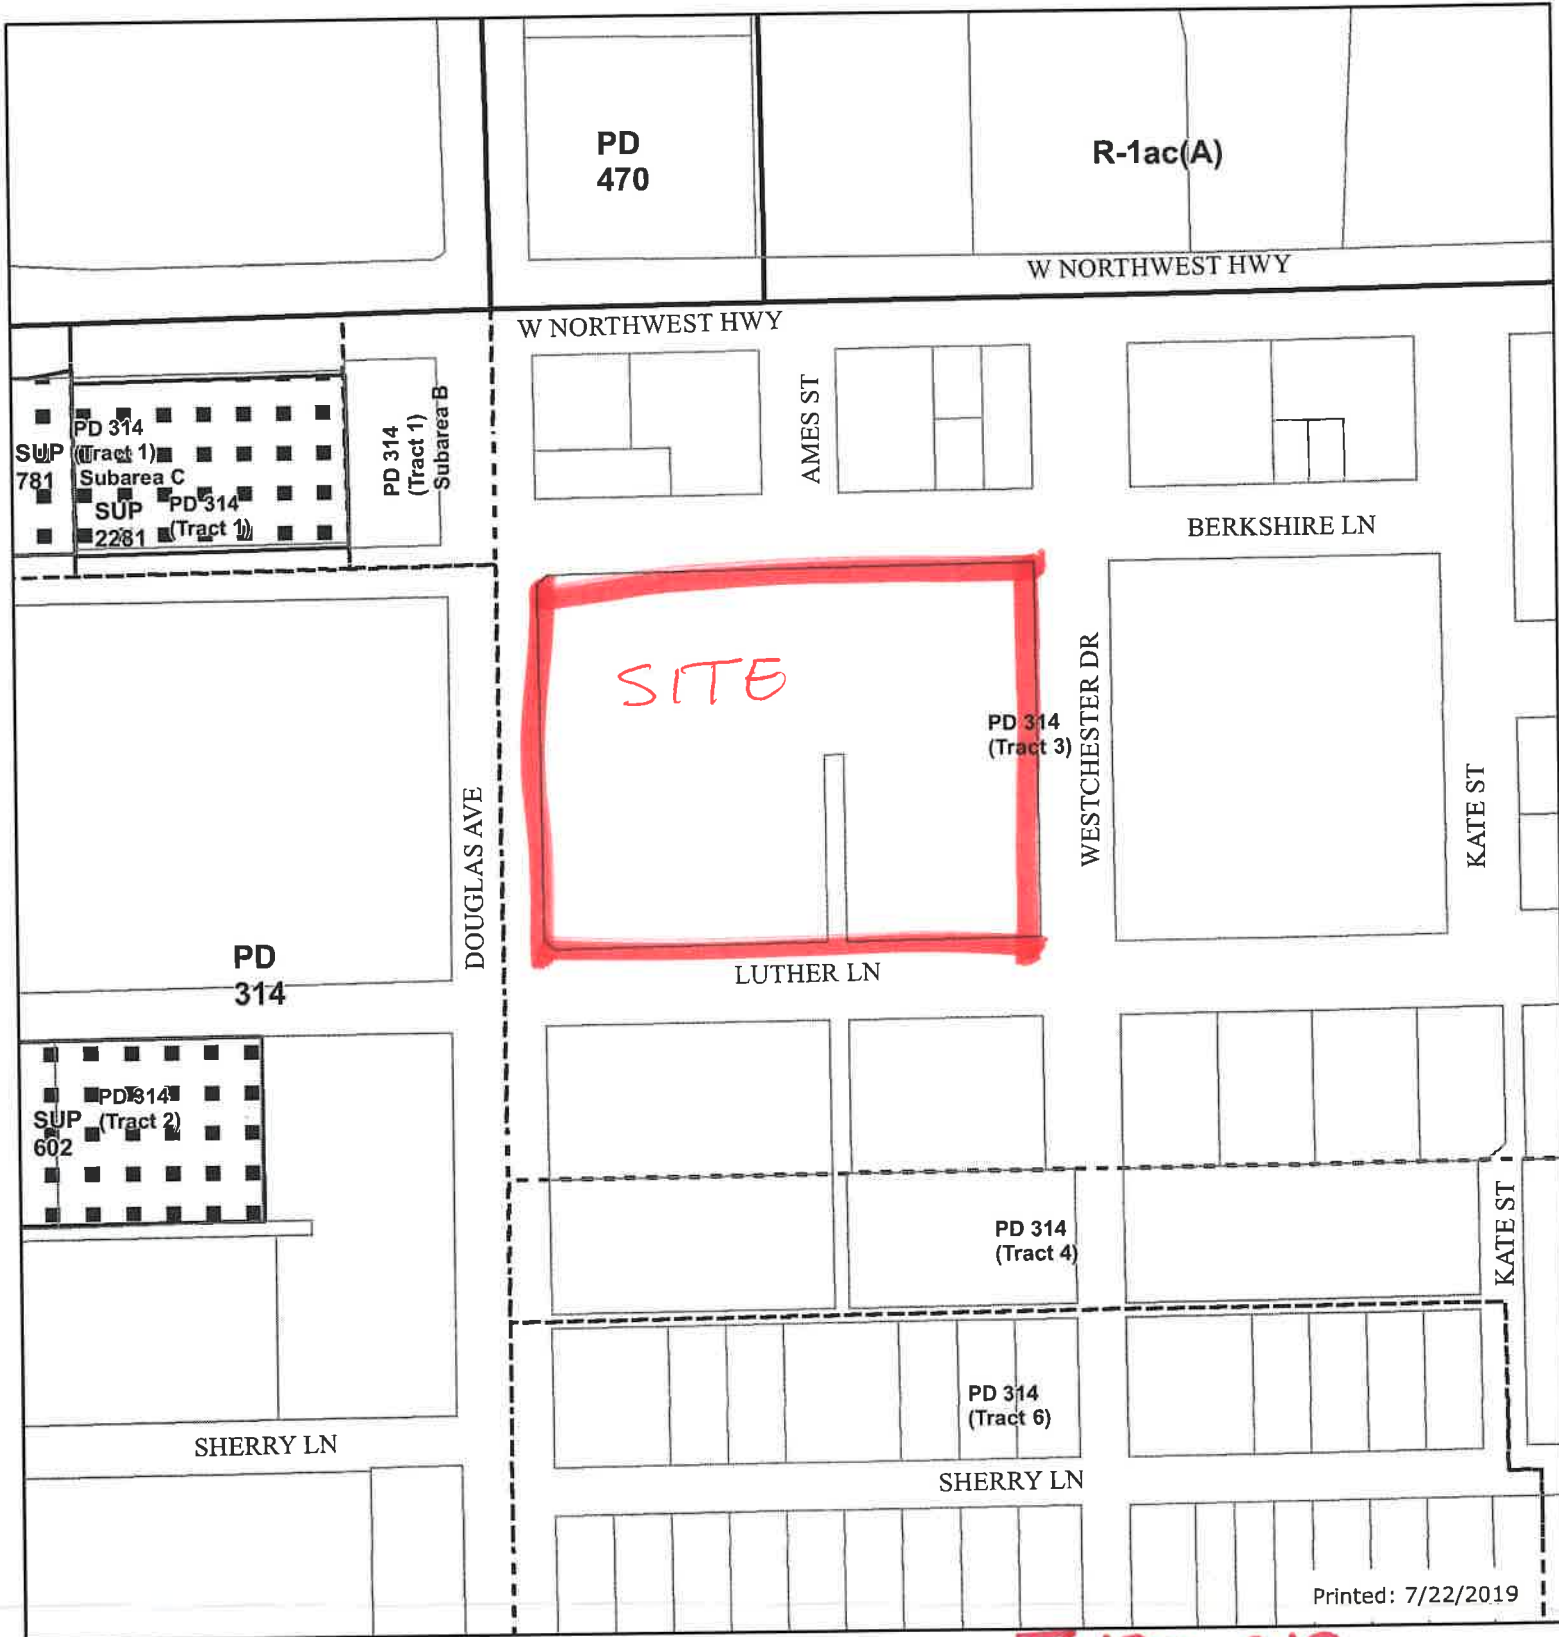 PD
470
R-1ac(A)
W NORTHWEST HWY
W NORTHWEST HWY
AMES ST
PD 314
(Tract 1)
Subarea B
SUP
781
PD 314
(Tract 1)
Subarea C
SUP
2281
PD 314
(Tract 1)
BERKSHIRE LN
SITE
PD 314
(Tract 3)
WESTCHESTER DR
KATE ST
DOUGLAS AVE
PD
314
LUTHER LN
SUP
602
PD 314
(Tract 2)
PD 314
(Tract 4)
KATE ST
PD 314
(Tract 6)
SHERRY LN
SHERRY LN
Printed: 7/22/2019